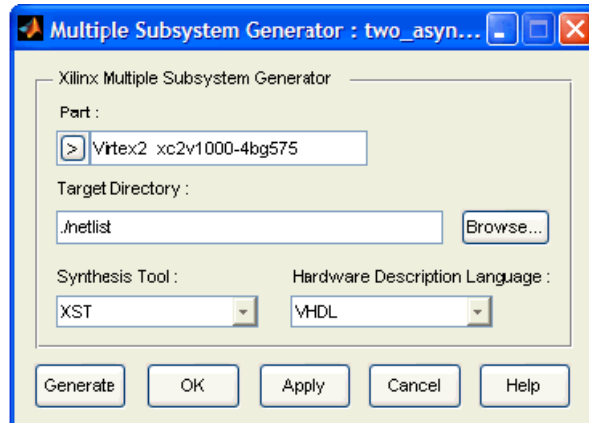 Multiple Subsystem Generator : two_asyn...
Xilinx Multiple Subsystem Generator
Part :
> Virtex2 xc2v1000-4bg575
Target Directory :
./netlist Browse...
Synthesis Tool : Hardware Description Language :
XST VHDL
Generate OK Apply Cancel Help